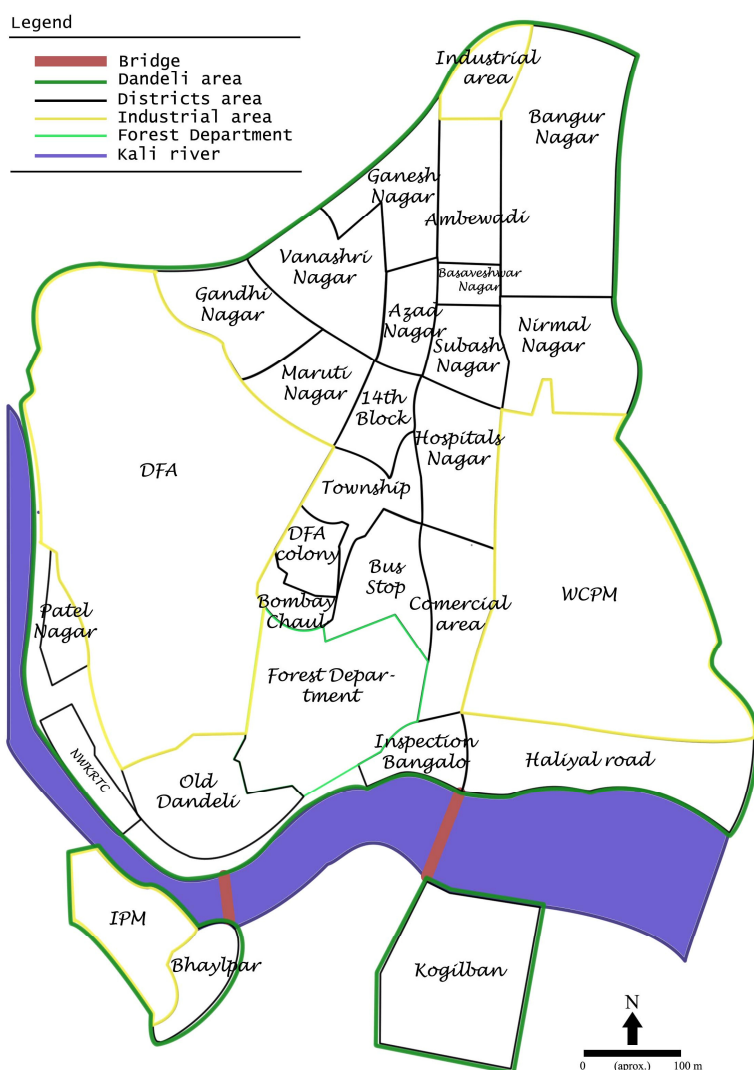 Legend
Bridge
Dandeli area
Districts area
Industrial area
Forest Department
Kali river
Industrial
area
Bangur
Nagar
Ganesh
Nagar
Ambewadi
Vanashri
Nagar
Basaveshwar
Nagar
Gandhi
Nagar
Azad
Nagar
Nirmal
Nagar
Subash
Nagar
Maruti
Nagar
14th
Block
Hospitals
Nagar
DFA
Township
DFA
colony
Bus
Stop
WCPM
Bombay
Chaul
Comercial
area
Patel
Nagar
Forest Depar-
tment
Inspection
Bangalo
Haliyal road
NWKRTC
Old
Dandeli
IPM
Bhaylpar
Kogilban
N
0 (aprox.) 100 m